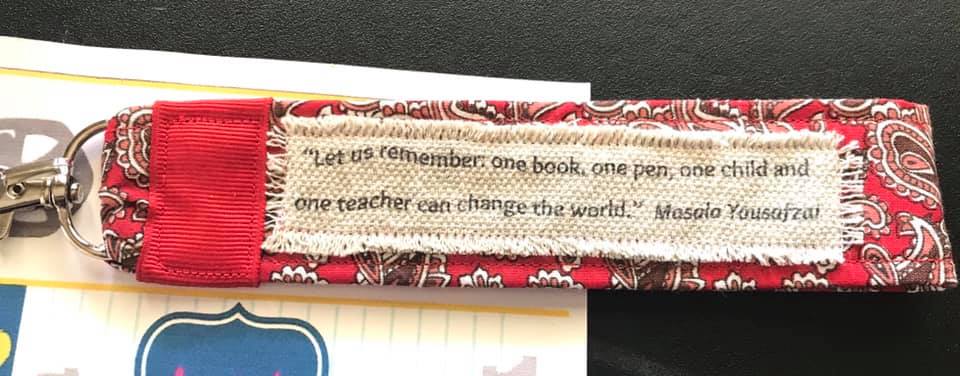 "Let us remember: one book, one pen, one child and
one teacher can change the world." Masala Yousafzai